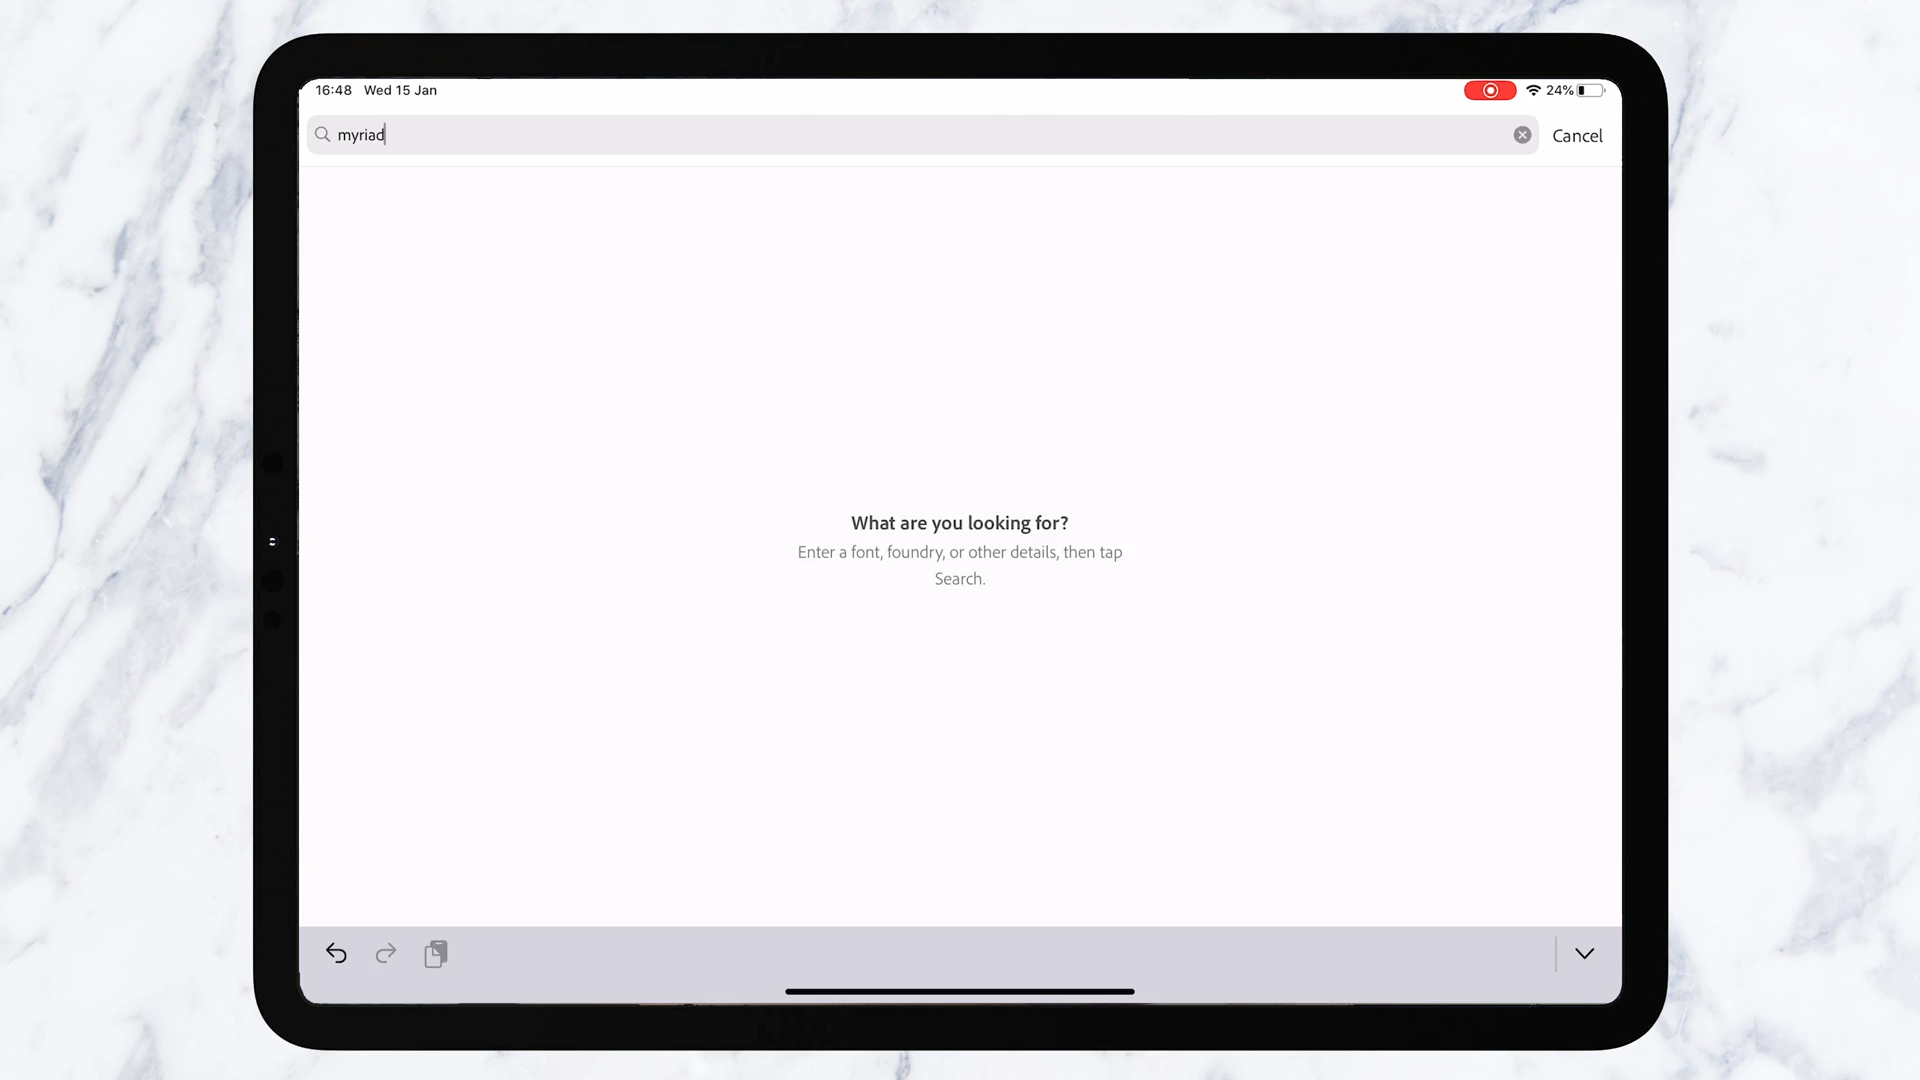 16:48 Wed 15 Jan
24%
myriad
Cancel
What are you looking for?
Enter a font, foundry, or other details, then tap
Search.